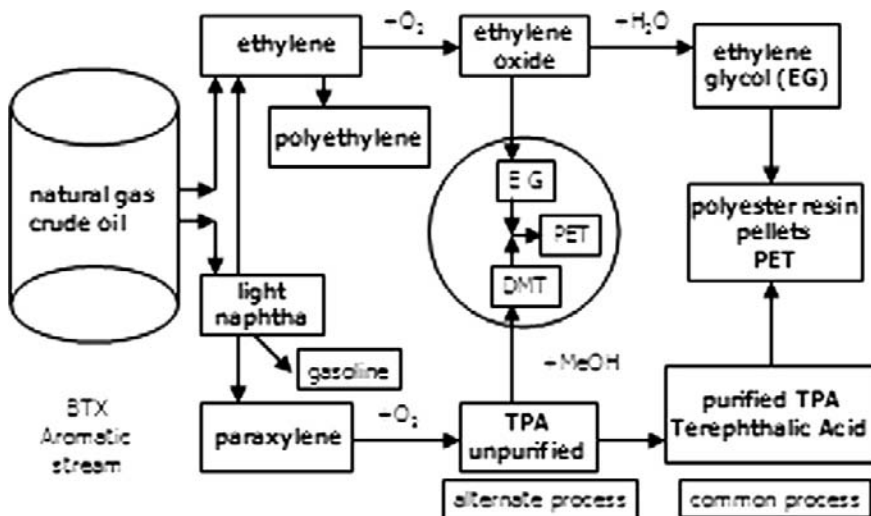 ethylene
+O₂
ethylene
oxide
+H₂O
ethylene
glycol (EG)
polyethylene
natural gas
crude oil
EG
PET
DMT
polyester resin
pellets
PET
light
naphtha
gasoline
+MeOH
BTX
Aromatic
stream
paraxylene
+O₂
TPA
unpurified
purified TPA
Terephthalic Acid
alternate process
common process